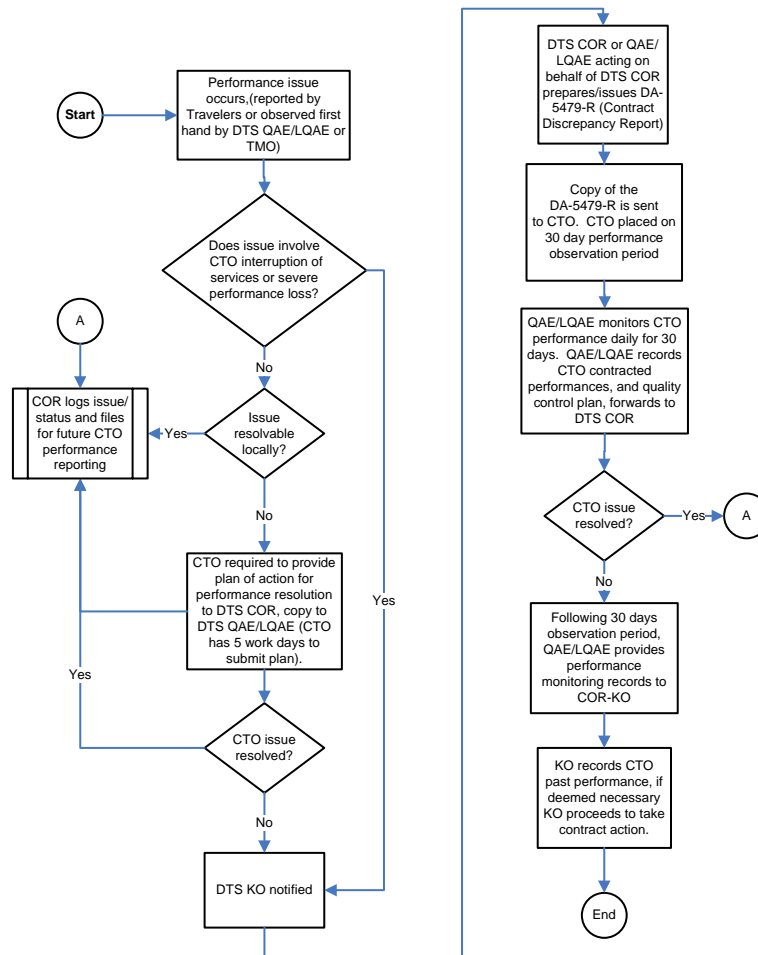 Start
Performance issue
occurs,(reported by
Travelers or observed first
hand by DTS QAE/LQAE or
TMO)
Does issue involve
CTO interruption of
services or severe
performance loss?
No
Yes
A
COR logs issue/
status and files
for future CTO
performance
reporting
Yes
Issue
resolvable
locally?
No
CTO required to provide
plan of action for
performance resolution
to DTS COR, copy to
DTS QAE/LQAE (CTO
has 5 work days to
submit plan).
Yes
CTO issue
resolved?
No
DTS KO notified
DTS COR or QAE/
LQAE acting on
behalf of DTS COR
prepares/issues DA-
5479-R (Contract
Discrepancy Report)
Copy of the
DA-5479-R is sent
to CTO.  CTO placed on
30 day performance
observation period
QAE/LQAE monitors CTO
performance daily for 30
days.  QAE/LQAE records
CTO contracted
performances, and quality
control plan, forwards to
DTS COR
CTO issue
resolved?
Yes
A
No
Following 30 days
observation period,
QAE/LQAE provides
performance
monitoring records to
COR-KO
KO records CTO
past performance, if
deemed necessary
KO proceeds to take
contract action.
End